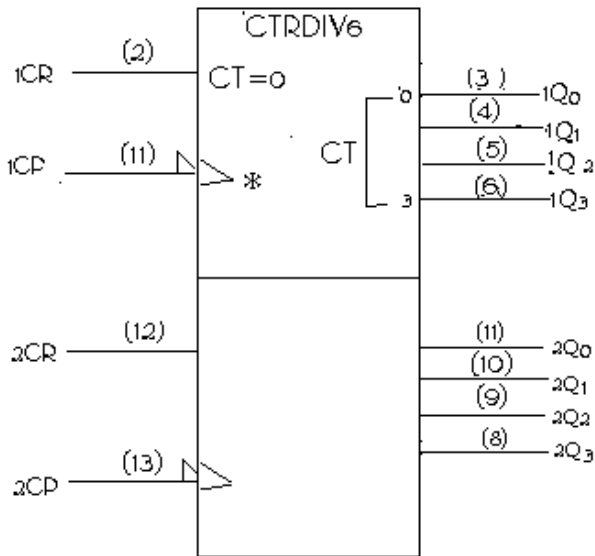 CTRDIV6
1CR (2) CT=0
(3) 0 1Q0
(4) 1Q1
1CP (11) * CT
(5) 1Q2
(6) 3 1Q3
2CR (12)
(11) 2Q0
(10) 2Q1
(9) 2Q2
(8) 2Q3
2CP (13)